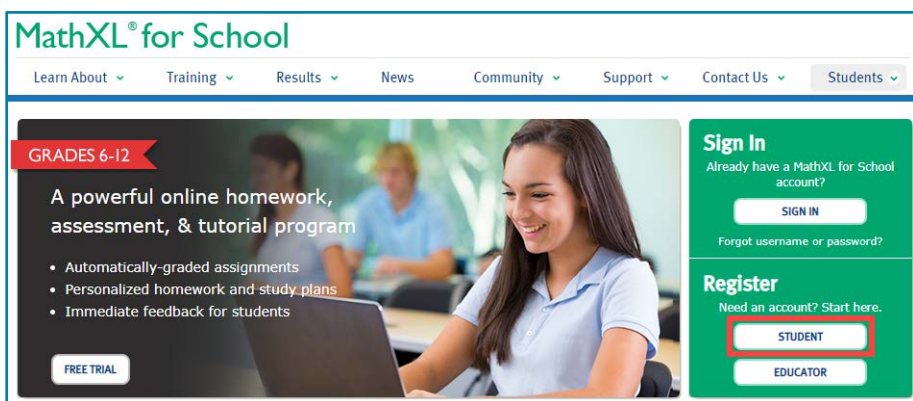 MathXL® for School
Learn About Training Results News Community Support Contact Us Students
GRADES 6-12
A powerful online homework,
assessment, & tutorial program
• Automatically-graded assignments
• Personalized homework and study plans
• Immediate feedback for students
FREE TRIAL
Sign In
Already have a MathXL for School
account?
SIGN IN
Forgot username or password?
Register
Need an account? Start here.
STUDENT
EDUCATOR